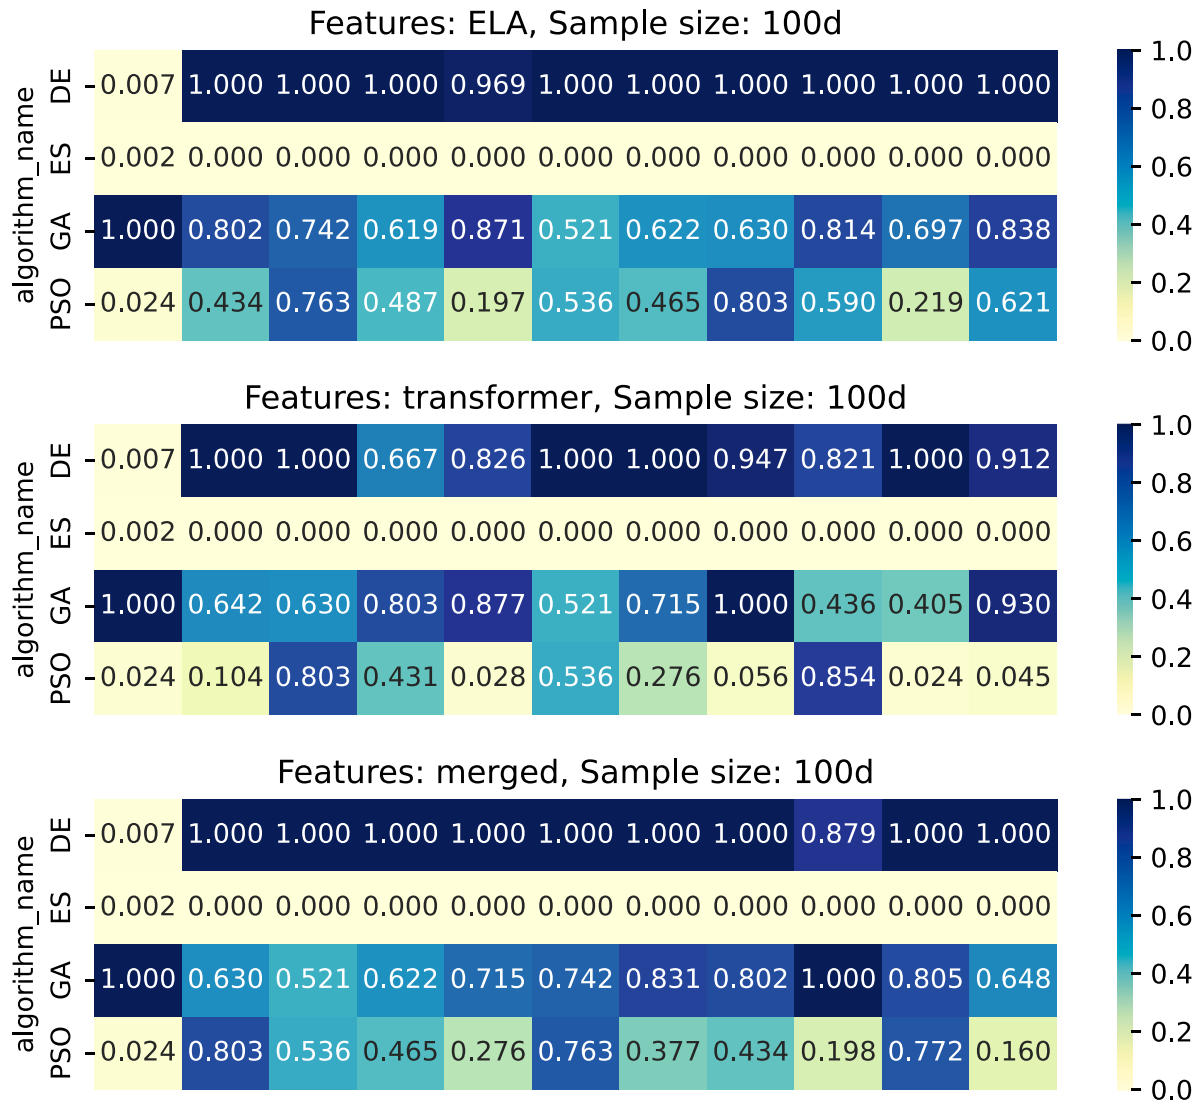 Features: ELA, Sample size: 100d
algorithm_name
DE 0.007 1.000 1.000 1.000 0.969 1.000 1.000 1.000 1.000 1.000 1.000
ES 0.002 0.000 0.000 0.000 0.000 0.000 0.000 0.000 0.000 0.000 0.000
GA 1.000 0.802 0.742 0.619 0.871 0.521 0.622 0.630 0.814 0.697 0.838
PSO 0.024 0.434 0.763 0.487 0.197 0.536 0.465 0.803 0.590 0.219 0.621
1.0
0.8
0.6
0.4
0.2
0.0
Features: transformer, Sample size: 100d
algorithm_name
DE 0.007 1.000 1.000 0.667 0.826 1.000 1.000 0.947 0.821 1.000 0.912
ES 0.002 0.000 0.000 0.000 0.000 0.000 0.000 0.000 0.000 0.000 0.000
GA 1.000 0.642 0.630 0.803 0.877 0.521 0.715 1.000 0.436 0.405 0.930
PSO 0.024 0.104 0.803 0.431 0.028 0.536 0.276 0.056 0.854 0.024 0.045
1.0
0.8
0.6
0.4
0.2
0.0
Features: merged, Sample size: 100d
algorithm_name
DE 0.007 1.000 1.000 1.000 1.000 1.000 1.000 1.000 0.879 1.000 1.000
ES 0.002 0.000 0.000 0.000 0.000 0.000 0.000 0.000 0.000 0.000 0.000
GA 1.000 0.630 0.521 0.622 0.715 0.742 0.831 0.802 1.000 0.805 0.648
PSO 0.024 0.803 0.536 0.465 0.276 0.763 0.377 0.434 0.198 0.772 0.160
1.0
0.8
0.6
0.4
0.2
0.0